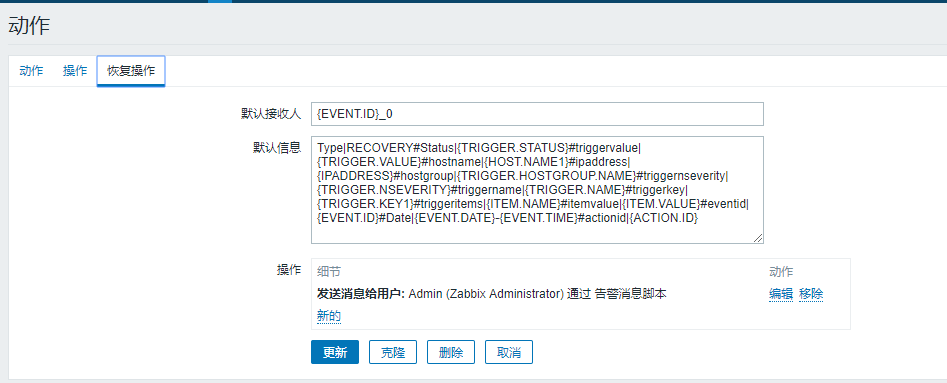 动作
动作 操作 恢复操作
默认接收人 {EVENT.ID}_0
默认信息 Type|RECOVERY#Status|{TRIGGER.STATUS}#triggervalue|
{TRIGGER.VALUE}#hostname|{HOST.NAME1}#ipaddress|
{IPADDRESS}#hostgroup|{TRIGGER.HOSTGROUP.NAME}#triggernseverity|
{TRIGGER.NSEVERITY}#triggername|{TRIGGER.NAME}#triggerkey|
{TRIGGER.KEY1}#triggeritems|{ITEM.NAME}#itemvalue|{ITEM.VALUE}#eventid|
{EVENT.ID}#Date|{EVENT.DATE}-{EVENT.TIME}#actionid|{ACTION.ID}
操作 细节 动作
发送消息给用户: Admin (Zabbix Administrator) 通过 告警消息脚本 编辑 移除
新的
更新 克隆 删除 取消